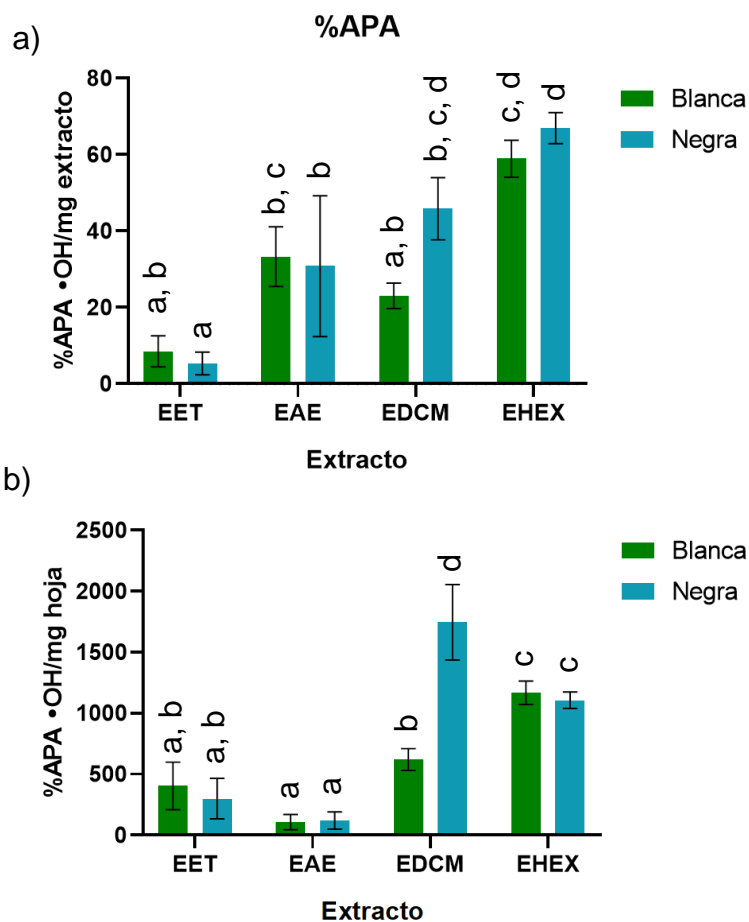 %APA
a)
80
60
40
20
0
%APA •OH/mg extracto
a, b
a
b, c
b
a, b
b, c, d
c, d
d
Blanca
Negra
EET EAE EDCM EHEX
Extracto
b)
2500
2000
1500
1000
500
0
%APA •OH/mg hoja
a, b
a, b
a
a
b
d
c
c
Blanca
Negra
EET EAE EDCM EHEX
Extracto